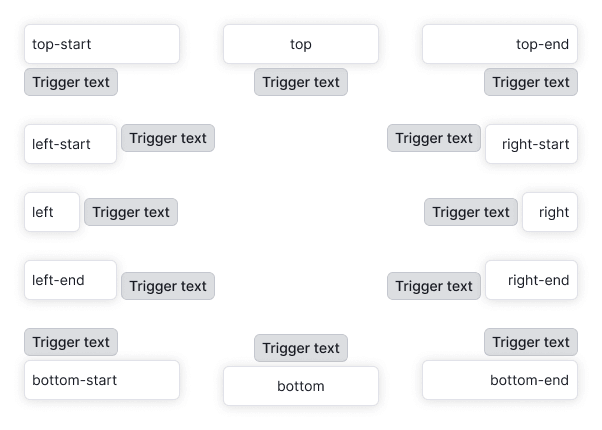 top-start
top
top-end
Trigger text
Trigger text
Trigger text
left-start
Trigger text
Trigger text
right-start
left
Trigger text
Trigger text
right
left-end
Trigger text
Trigger text
right-end
Trigger text
Trigger text
Trigger text
bottom-start
bottom
bottom-end